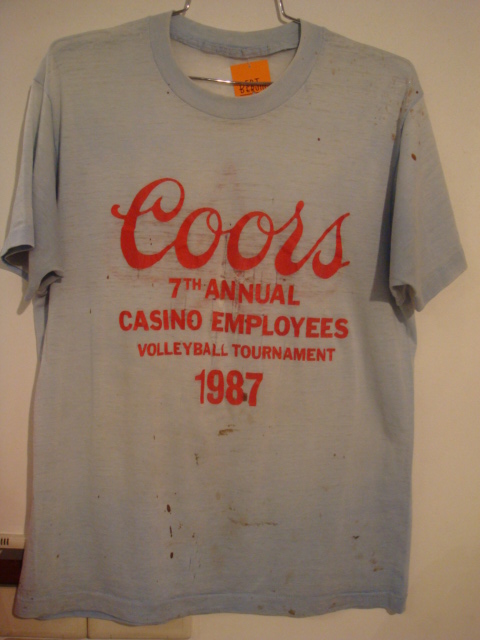 Coors
7TH ANNUAL
CASINO EMPLOYEES
VOLLEYBALL TOURNAMENT
1987